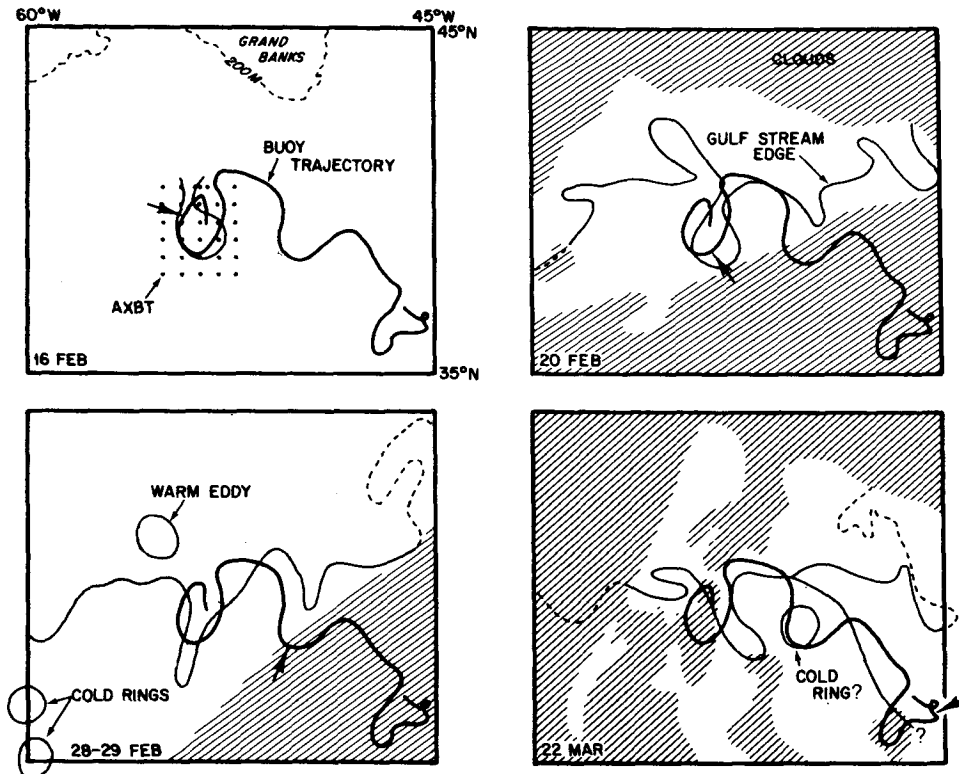 60°W
45°W
45°N
GRAND
BANKS
200M
BUOY
TRAJECTORY
AXBT
16 FEB
35°N
CLOUDS
GULF STREAM
EDGE
20 FEB
WARM EDDY
COLD RINGS
28-29 FEB
COLD
RING?
?
22 MAR